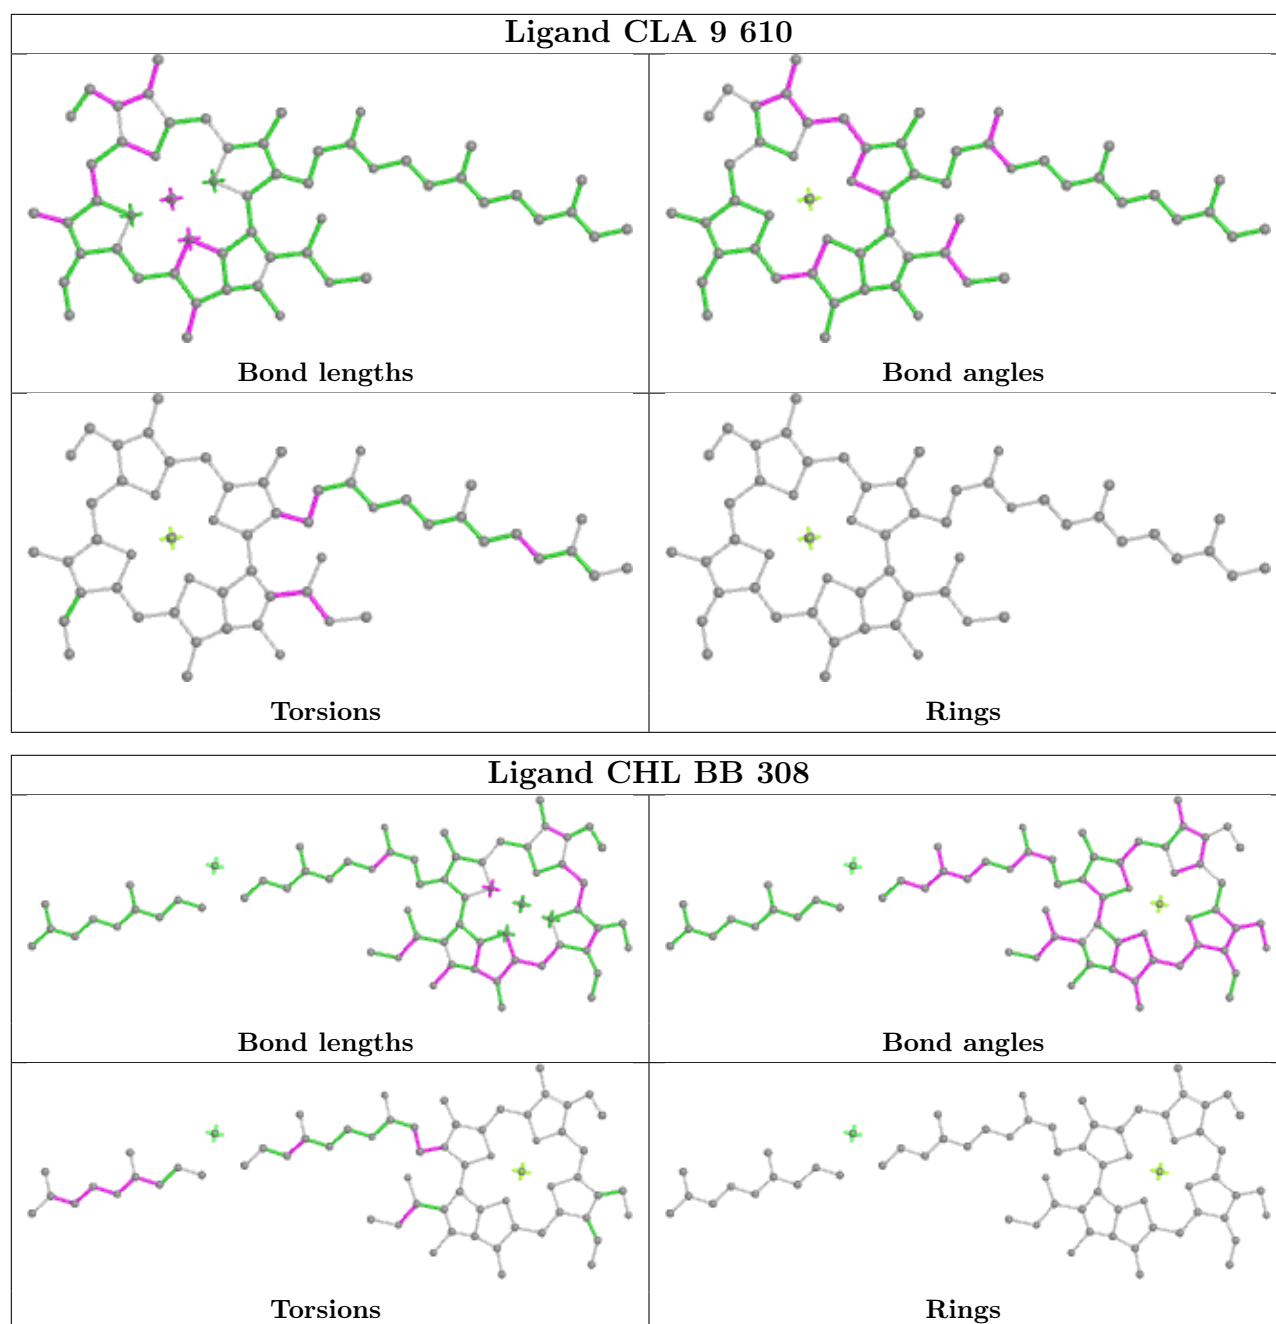 Ligand CLA 9 610
Bond lengths
Bond angles
Torsions
Rings
Ligand CHL BB 308
Bond lengths
Bond angles
Torsions
Rings